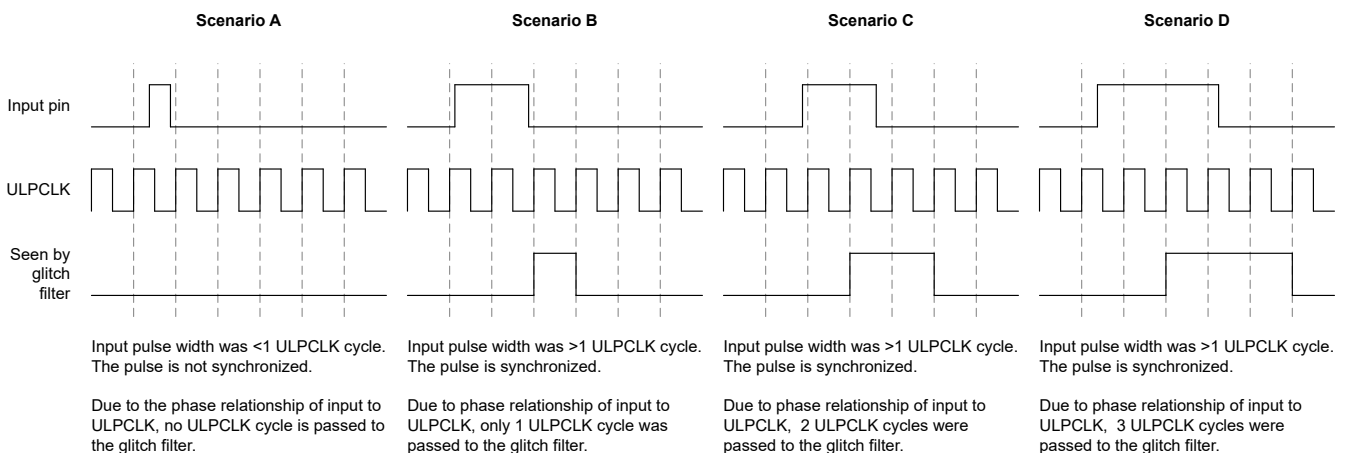 Scenario A
Scenario B
Scenario C
Scenario D
Input pin
ULPCLK
Seen by
glitch
filter
Input pulse width was <1 ULPCLK cycle.
The pulse is not synchronized.
Due to the phase relationship of input to
ULPCLK, no ULPCLK cycle is passed to
the glitch filter.
Input pulse width was >1 ULPCLK cycle.
The pulse is synchronized.
Due to phase relationship of input to
ULPCLK, only 1 ULPCLK cycle was
passed to the glitch filter.
Input pulse width was >1 ULPCLK cycle.
The pulse is synchronized.
Due to phase relationship of input to
ULPCLK, 2 ULPCLK cycles were
passed to the glitch filter.
Input pulse width was >1 ULPCLK cycle.
The pulse is synchronized.
Due to phase relationship of input to
ULPCLK, 3 ULPCLK cycles were
passed to the glitch filter.